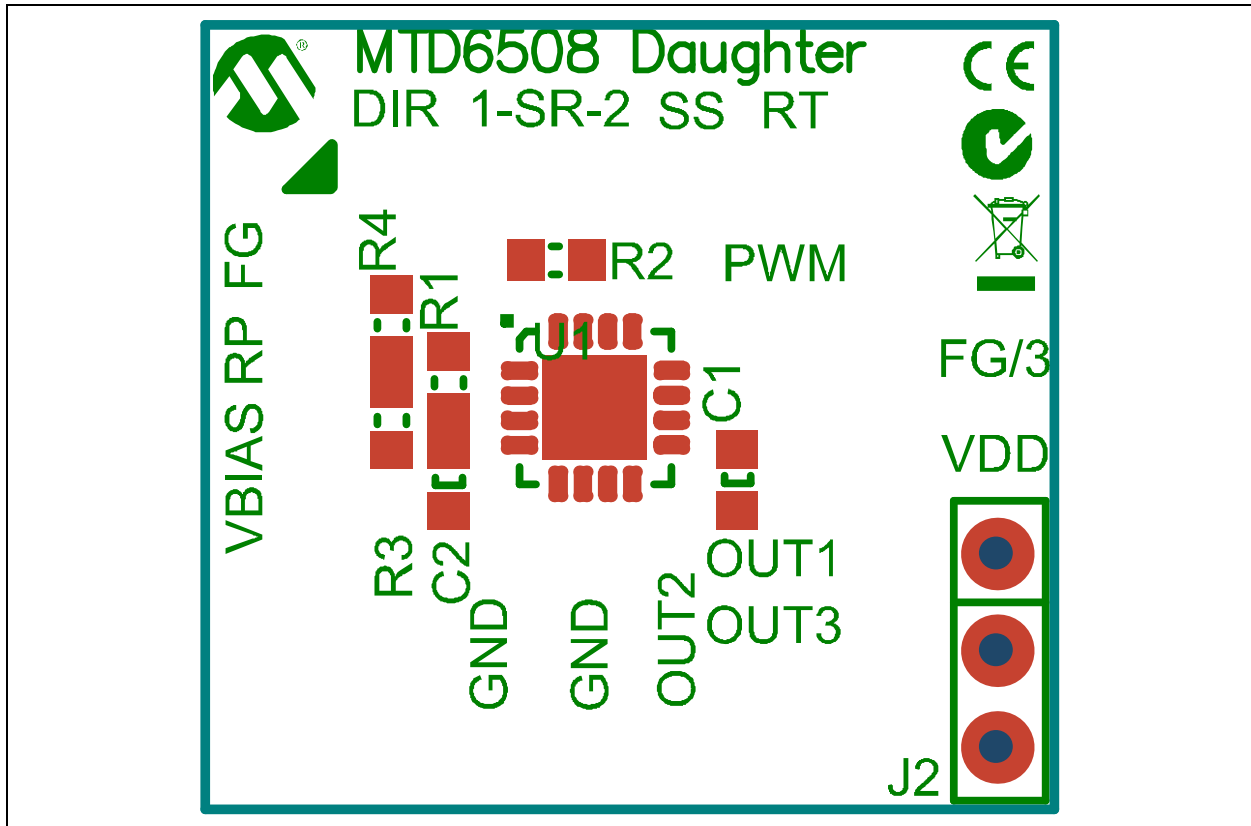 MTD6508 Daughter
DIR 1-SR-2 SS RT
CE
R4
R2
PWM
VBIAS RP FG
R1
U1
FG/3
C1
VDD
R3
C2
OUT1
GND
GND
OUT2
OUT3
J2
®